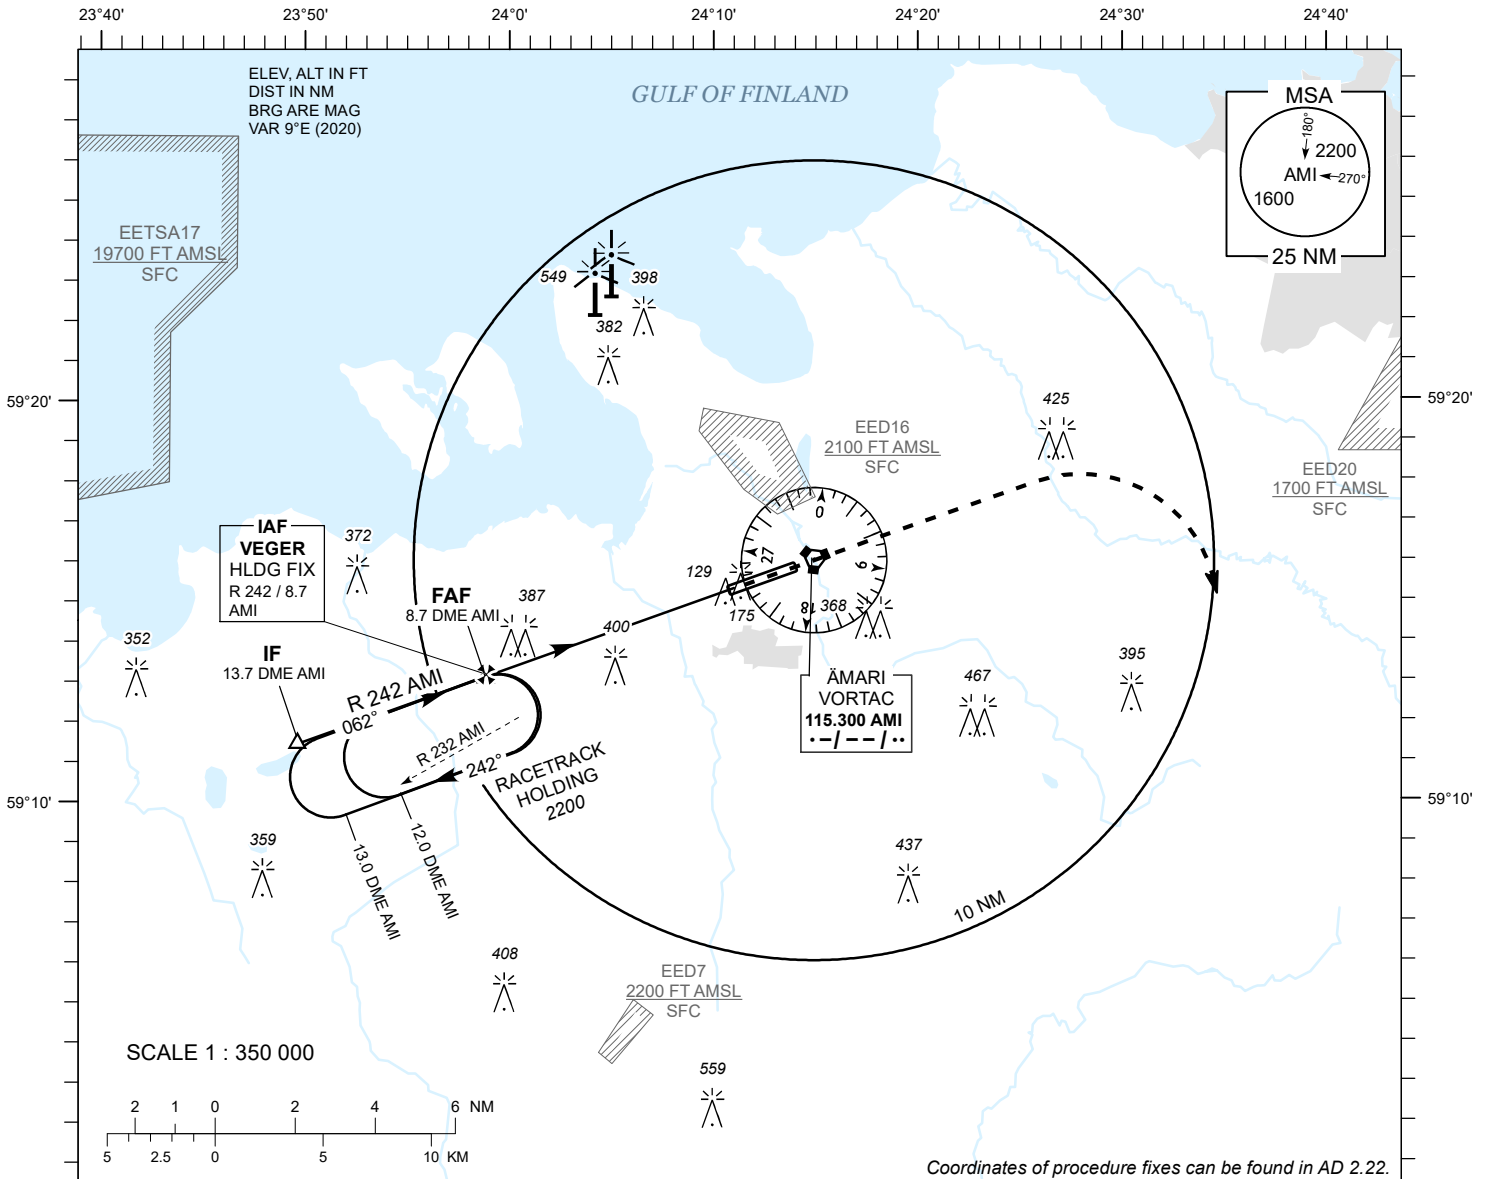 23°40'
23°50'
24°0'
24°10'
24°20'
24°30'
24°40'
ELEV, ALT IN FT
DIST IN NM
BRG ARE MAG
VAR 9°E (2020)
GULF OF FINLAND
MSA
180°
2200
AMI
270°
1600
25 NM
EETSA17
19700 FT AMSL
SFC
549
398
382
59°20'
59°20'
425
EED16
2100 FT AMSL
SFC
EED20
1700 FT AMSL
SFC
IAF
VEGER
HLDG FIX
R 242 / 8.7
AMI
372
0
27
9
18
129
175
368
FAF
8.7 DME AMI
387
400
352
IF
13.7 DME AMI
R 242 AMI
062°
R 232 AMI
242°
RACETRACK
HOLDING
2200
ÄMARI
VORTAC
115.300 AMI
467
395
59°10'
59°10'
359
13.0 DME AMI
12.0 DME AMI
437
10 NM
408
EED7
2200 FT AMSL
SFC
559
SCALE 1 : 350 000
2 1 0 2 4 6 NM
5 2.5 0 5 10 KM
Coordinates of procedure fixes can be found in AD 2.22.